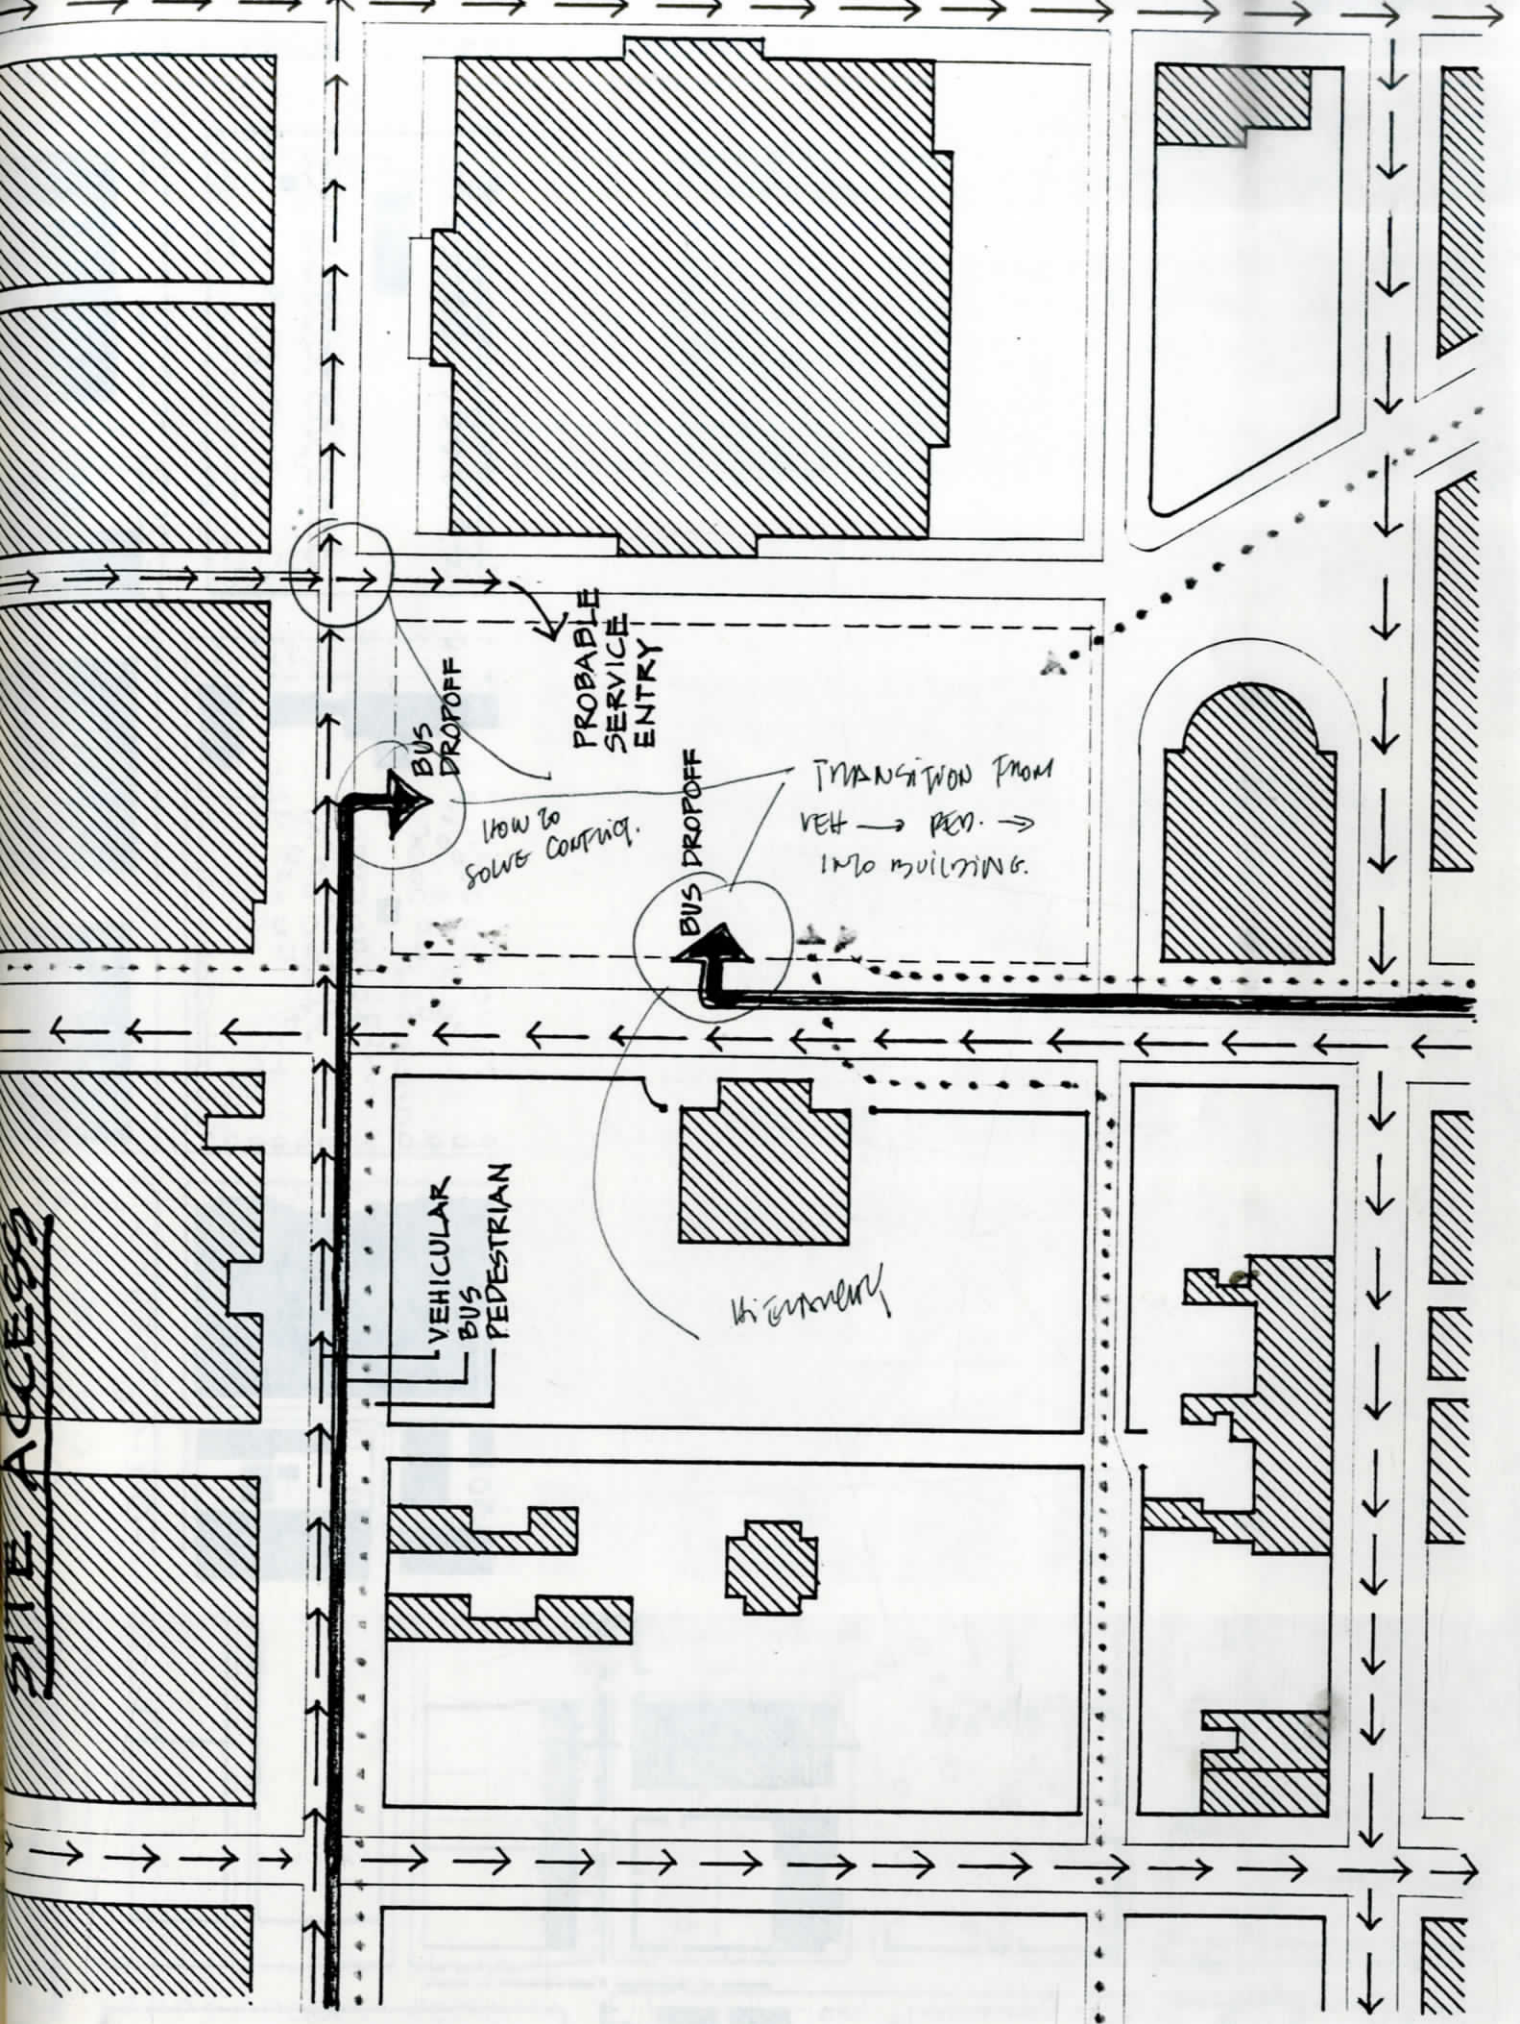 PROBABLE
SERVICE
ENTRY
BUS
DROPOFF
BUS DROPOFF
TRANSITION FROM
VEH → PED. →
INTO BUILDING.
HOW TO
SOLVE CONFLICT.
VEHICULAR
BUS
PEDESTRIAN
HIERARCHY
SITE ACCESS